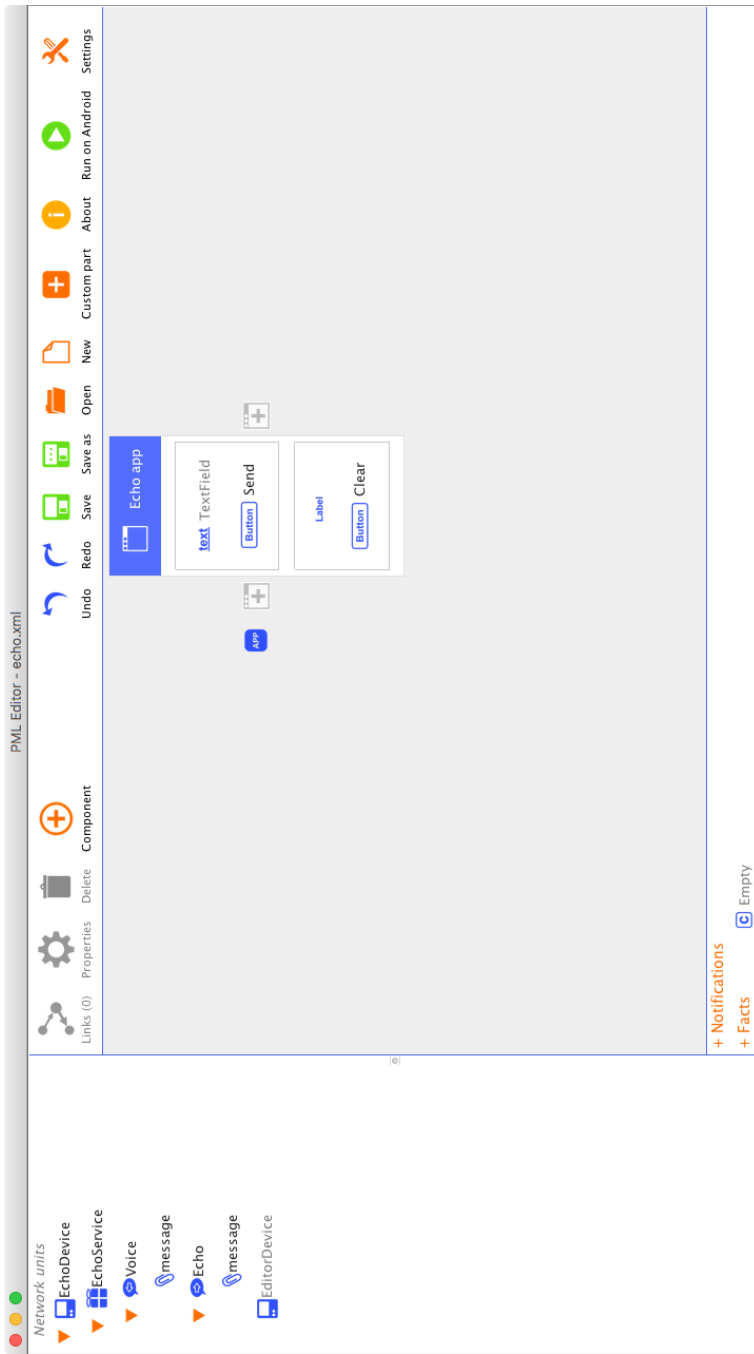 PML Editor - echo.xml
Network units
EchoDevice
EchoService
Voice
message
Echo
message
EditorDevice
Links (0)
Properties
Delete
Component
Undo
Redo
Save
Save as
Open
New
Custom part
About
Run on Android
Settings
APP
Echo app
text TextField
Button Send
Label
Button Clear
+ Notifications
+ Facts
C Empty